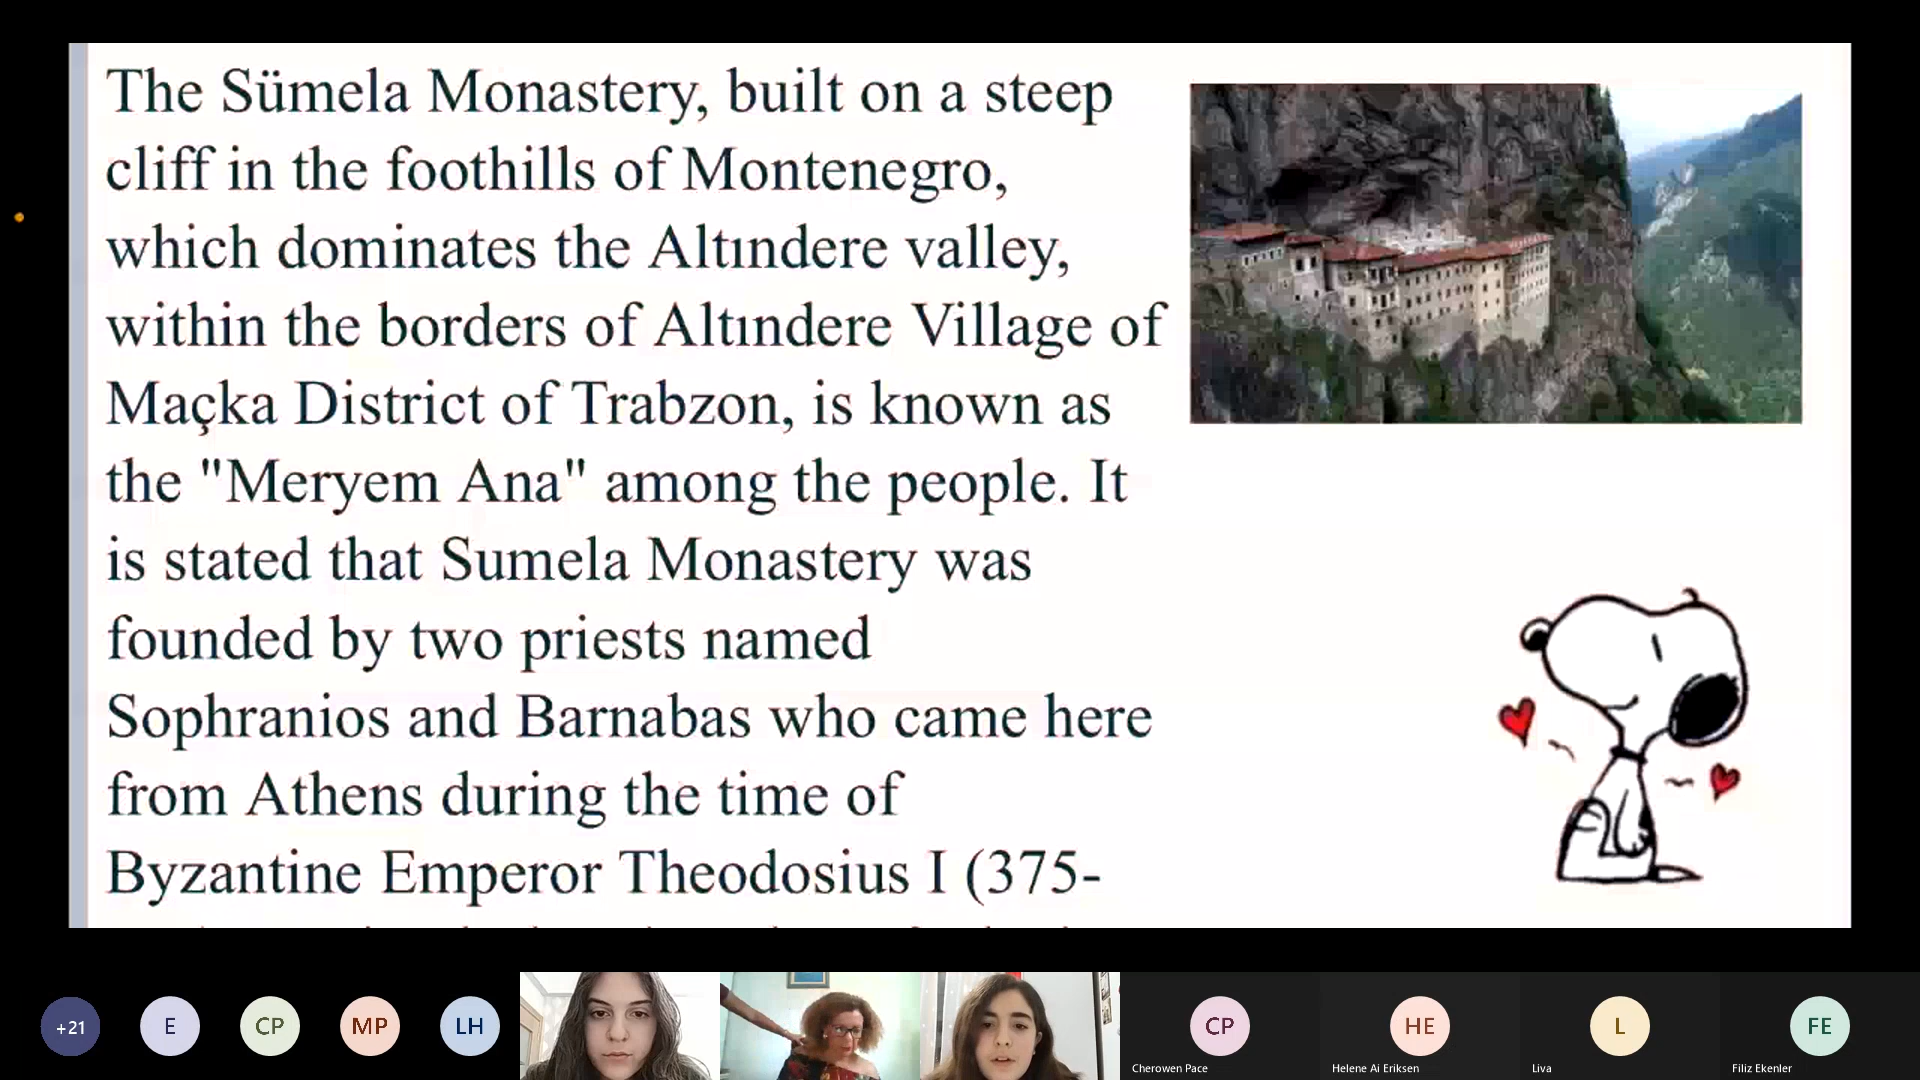 The Sümela Monastery, built on a steep
cliff in the foothills of Montenegro,
which dominates the Altındere valley,
within the borders of Altındere Village of
Maçka District of Trabzon, is known as
the "Meryem Ana" among the people. It
is stated that Sumela Monastery was
founded by two priests named
Sophranios and Barnabas who came here
from Athens during the time of
Byzantine Emperor Theodosius I (375-
+21
E
CP
MP
LH
CP
HE
L
FE
Cherowen Pace
Helene Ai Eriksen
Liva
Filiz Ekenler